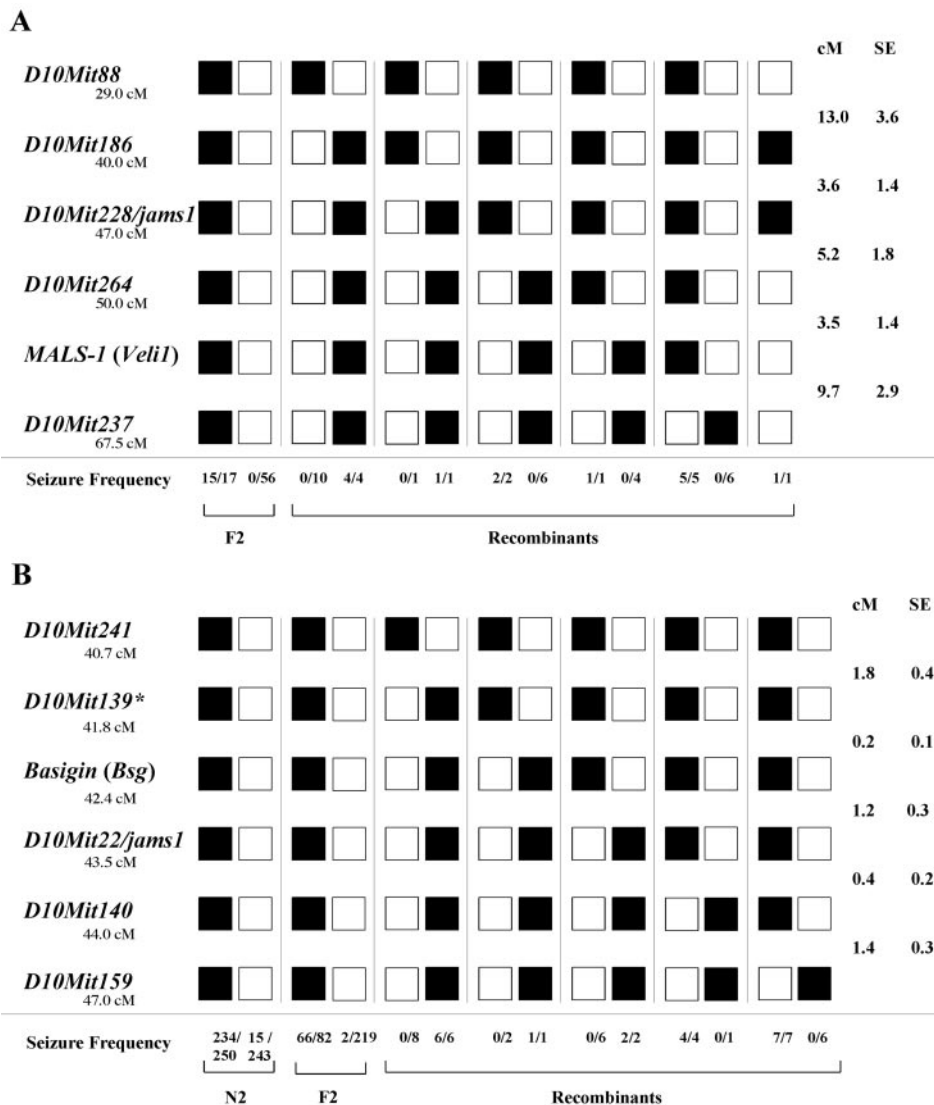 A
cM SE
D10Mit88
29.0 cM
13.0 3.6
D10Mit186
40.0 cM
3.6 1.4
D10Mit228/jams1
47.0 cM
5.2 1.8
D10Mit264
50.0 cM
3.5 1.4
MALS-1 (Veli1)
9.7 2.9
D10Mit237
67.5 cM
Seizure Frequency 15/17 0/56 0/10 4/4 0/1 1/1 2/2 0/6 1/1 0/4 5/5 0/6 1/1
F2 Recombinants
B
cM SE
D10Mit241
40.7 cM
1.8 0.4
D10Mit139*
41.8 cM
0.2 0.1
Basigin (Bsg)
42.4 cM
1.2 0.3
D10Mit22/jams1
43.5 cM
0.4 0.2
D10Mit140
44.0 cM
1.4 0.3
D10Mit159
47.0 cM
Seizure Frequency 234/250 15/243 66/82 2/219 0/8 6/6 0/2 1/1 0/6 2/2 4/4 0/1 7/7 0/6
N2 F2 Recombinants